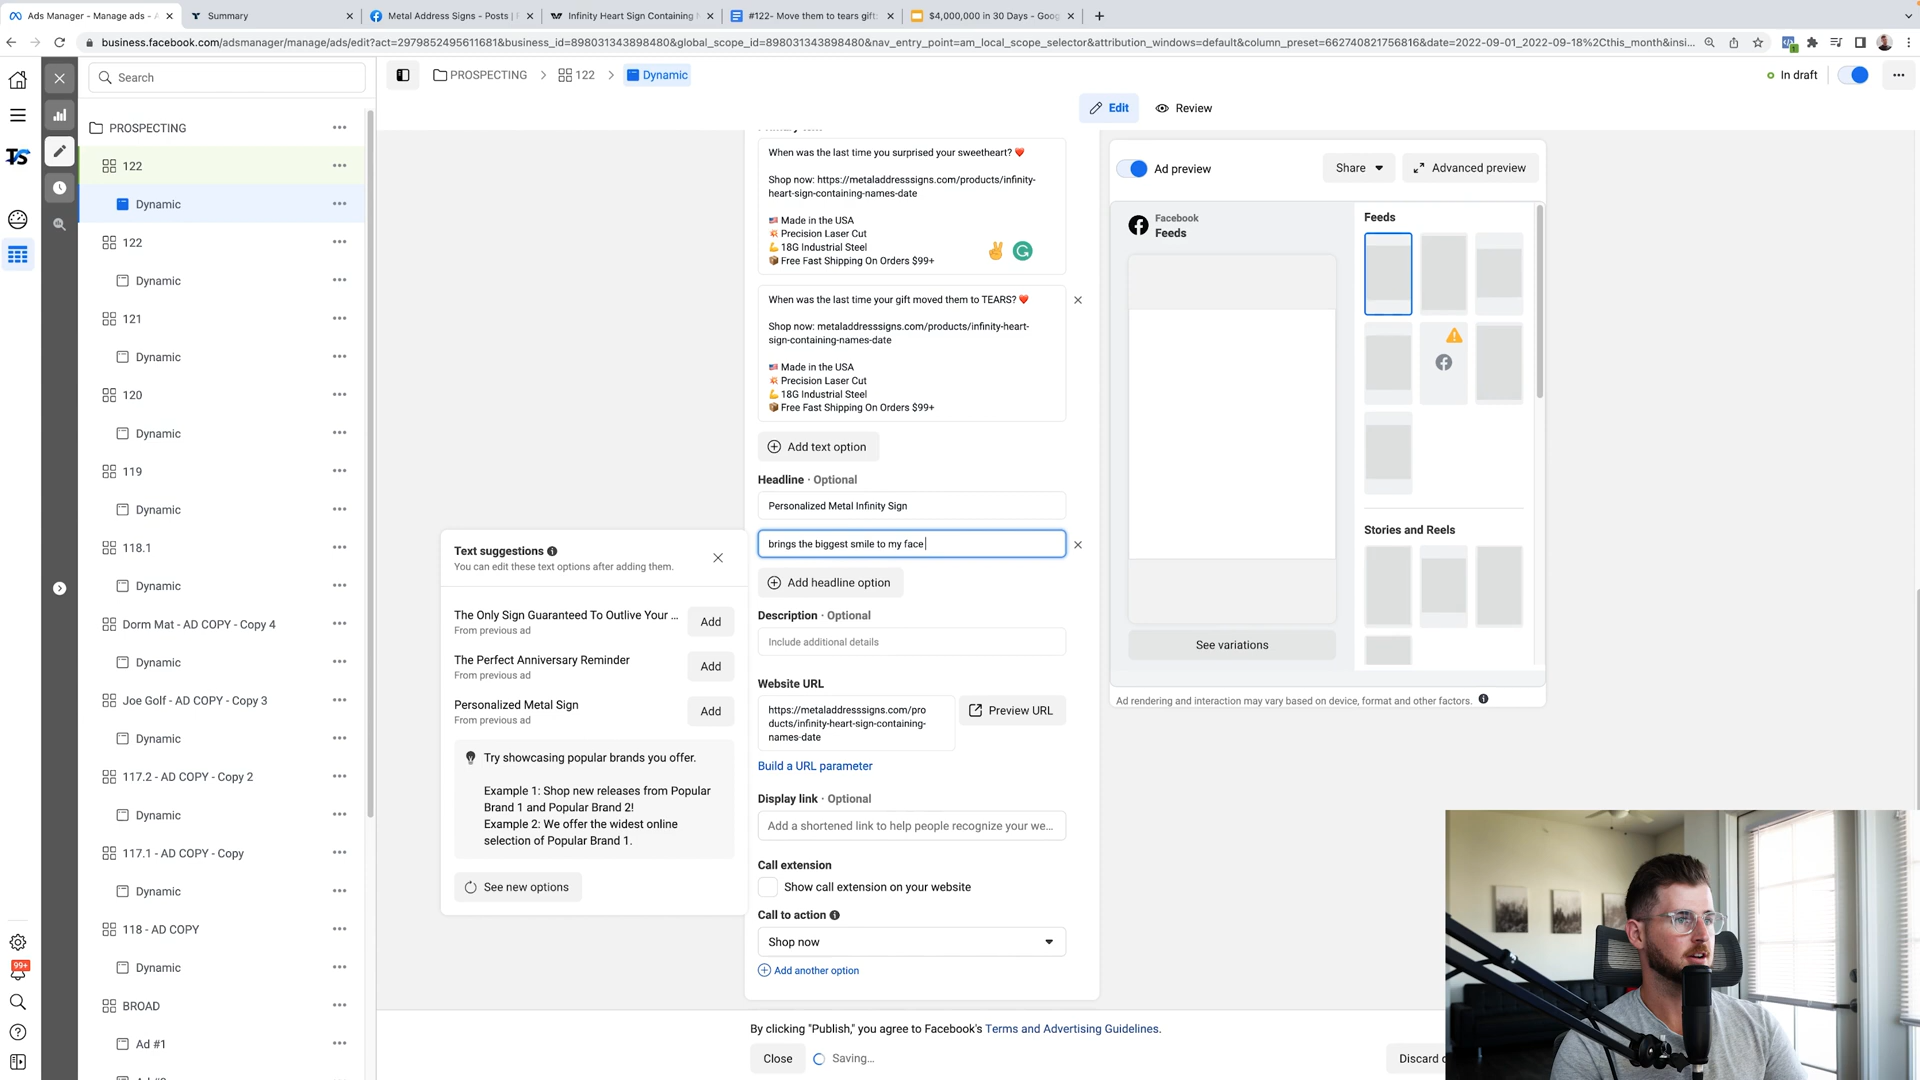 Ads Manager - Manage ads - A
Summary
Metal Address Signs - Posts | F
Infinity Heart Sign Containing N
#122- Move them to tears gift:
$4,000,000 in 30 Days - Goog
business.facebook.com/adsmanager/manage/ads/edit?act=2979852495611681&business_id=898031343898480&global_scope_id=898031343898480&nav_entry_point=am_local_scope_selector&attribution_windows=default&column_preset=662740821756816&date=2022-09-01_2022-09-18%2Cthis_month&insi...
Search
PROSPECTING
122
Dynamic
In draft
Edit
Review
TS
99+
PROSPECTING
122
Dynamic
122
Dynamic
121
Dynamic
120
Dynamic
119
Dynamic
118.1
Dynamic
Dorm Mat - AD COPY - Copy 4
Dynamic
Joe Golf - AD COPY - Copy 3
Dynamic
117.2 - AD COPY - Copy 2
Dynamic
117.1 - AD COPY - Copy
Dynamic
118 - AD COPY
Dynamic
BROAD
Ad #1
When was the last time you surprised your sweetheart? ❤️
Shop now: https://metaladdresssigns.com/products/infinity-
heart-sign-containing-names-date
🇺🇸 Made in the USA
💥 Precision Laser Cut
💪 18G Industrial Steel
📦 Free Fast Shipping On Orders $99+
When was the last time your gift moved them to TEARS? ❤️
Shop now: metaladdresssigns.com/products/infinity-heart-
sign-containing-names-date
🇺🇸 Made in the USA
💥 Precision Laser Cut
💪 18G Industrial Steel
📦 Free Fast Shipping On Orders $99+
Add text option
Headline · Optional
Personalized Metal Infinity Sign
brings the biggest smile to my face
Add headline option
Description · Optional
Include additional details
Website URL
https://metaladdresssigns.com/pro
ducts/infinity-heart-sign-containing-
names-date
Preview URL
Build a URL parameter
Display link · Optional
Add a shortened link to help people recognize your we...
Call extension
Show call extension on your website
Call to action
Shop now
Add another option
Text suggestions
You can edit these text options after adding them.
The Only Sign Guaranteed To Outlive Your ...
From previous ad
Add
The Perfect Anniversary Reminder
From previous ad
Add
Personalized Metal Sign
From previous ad
Add
Try showcasing popular brands you offer.
Example 1: Shop new releases from Popular
Brand 1 and Popular Brand 2!
Example 2: We offer the widest online
selection of Popular Brand 1.
See new options
Ad preview
Share
Advanced preview
Facebook
Feeds
See variations
Feeds
Stories and Reels
Ad rendering and interaction may vary based on device, format and other factors.
By clicking "Publish," you agree to Facebook's Terms and Advertising Guidelines.
Close
Saving...
Discard